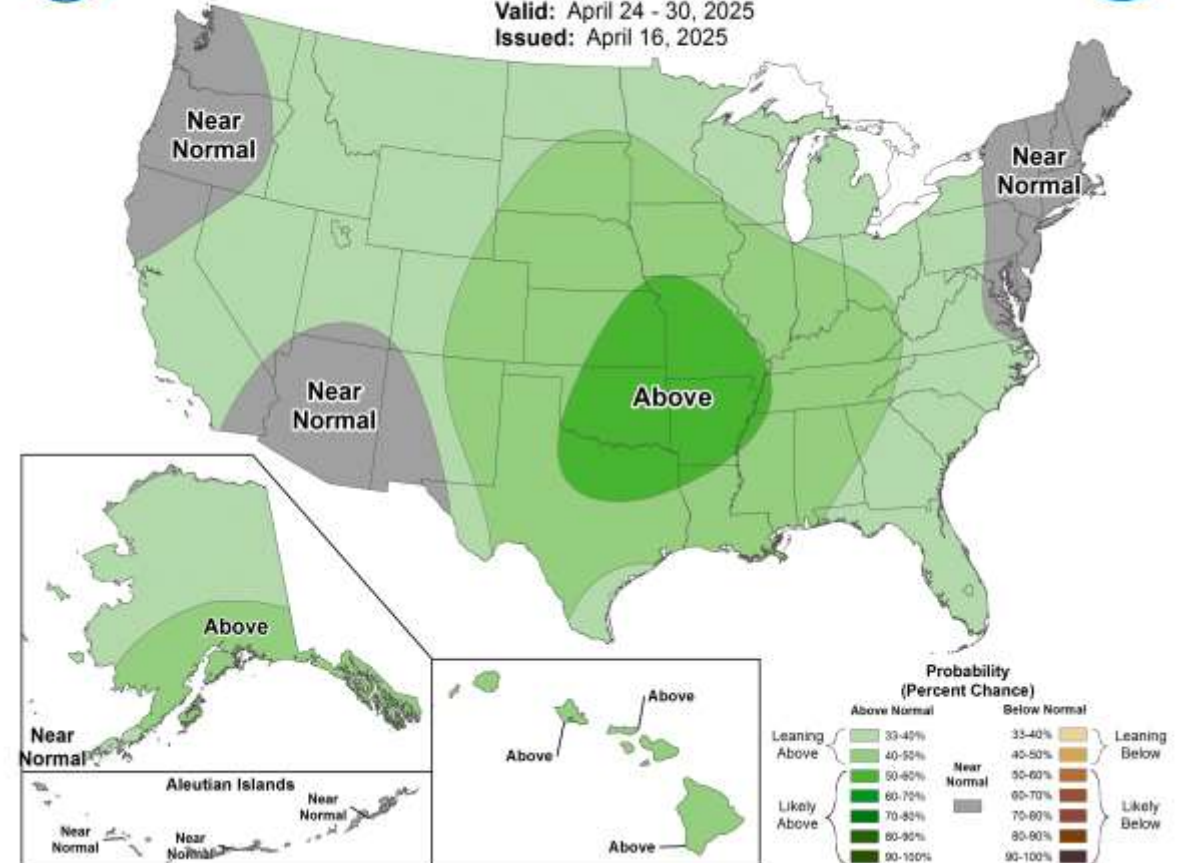 Valid: April 24 - 30, 2025
Issued: April 16, 2025
Near
Normal
Near
Normal
Near
Normal
Above
Above
Near
Normal
Aleutian Islands
Near
Normal
Near
Normal
Near
Normal
Above
Above
Above
Probability
(Percent Chance)
Above Normal
Below Normal
Leaning
Above
33-40%
40-50%
Likely
Above
50-60%
60-70%
70-80%
80-90%
90-100%
Near
Normal
33-40%
40-50%
Leaning
Below
50-60%
60-70%
70-80%
80-90%
90-100%
Likely
Below